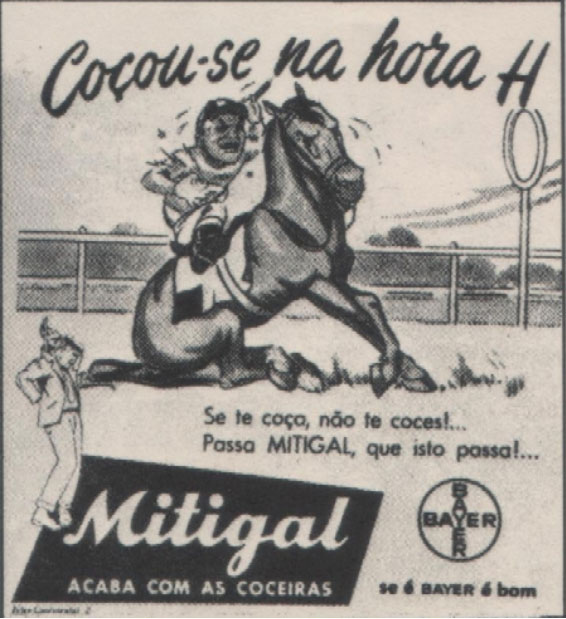 Coçou-se na hora H
Se te coça, não te coces!...
Passa MITIGAL, que isto passa!...
Mitigal
ACABA COM AS COCEIRAS
BAYER
BAYER
se é BAYER é bom